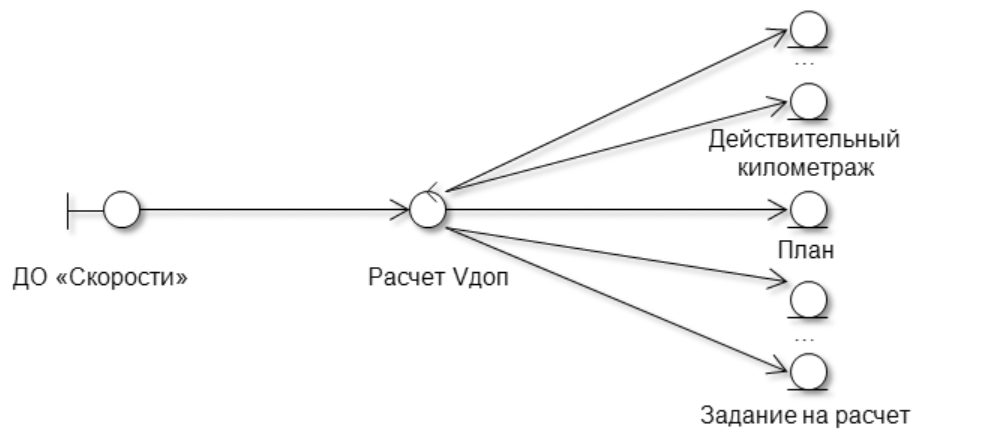 ...
Действительный
километраж
План
ДО «Скорости»
Расчет Vдоп
...
Задание на расчет